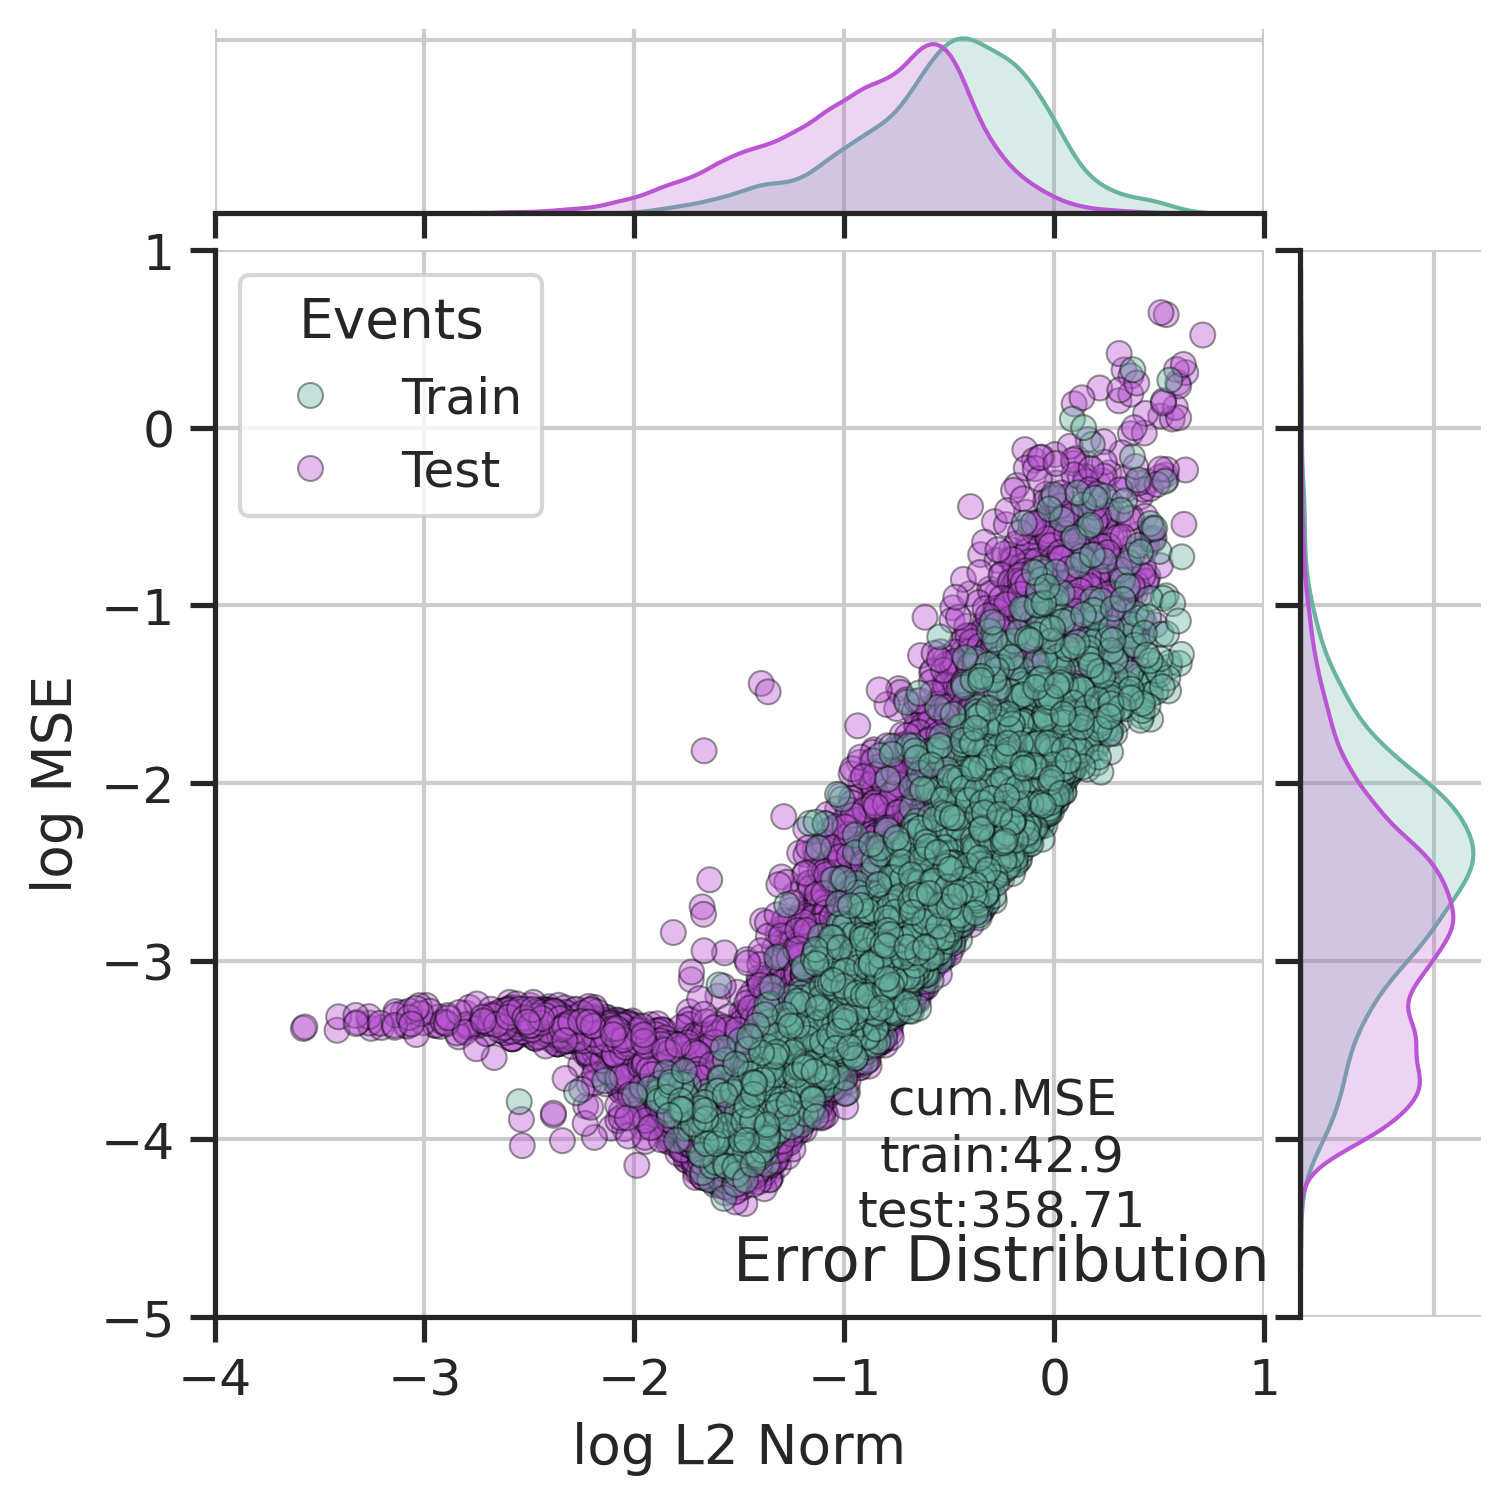 Events
Train
Test
1
0
−1
−2
−3
−4
−5
log MSE
cum.MSE
train:42.9
test:358.71
Error Distribution
−4 −3 −2 −1 0 1
log L2 Norm